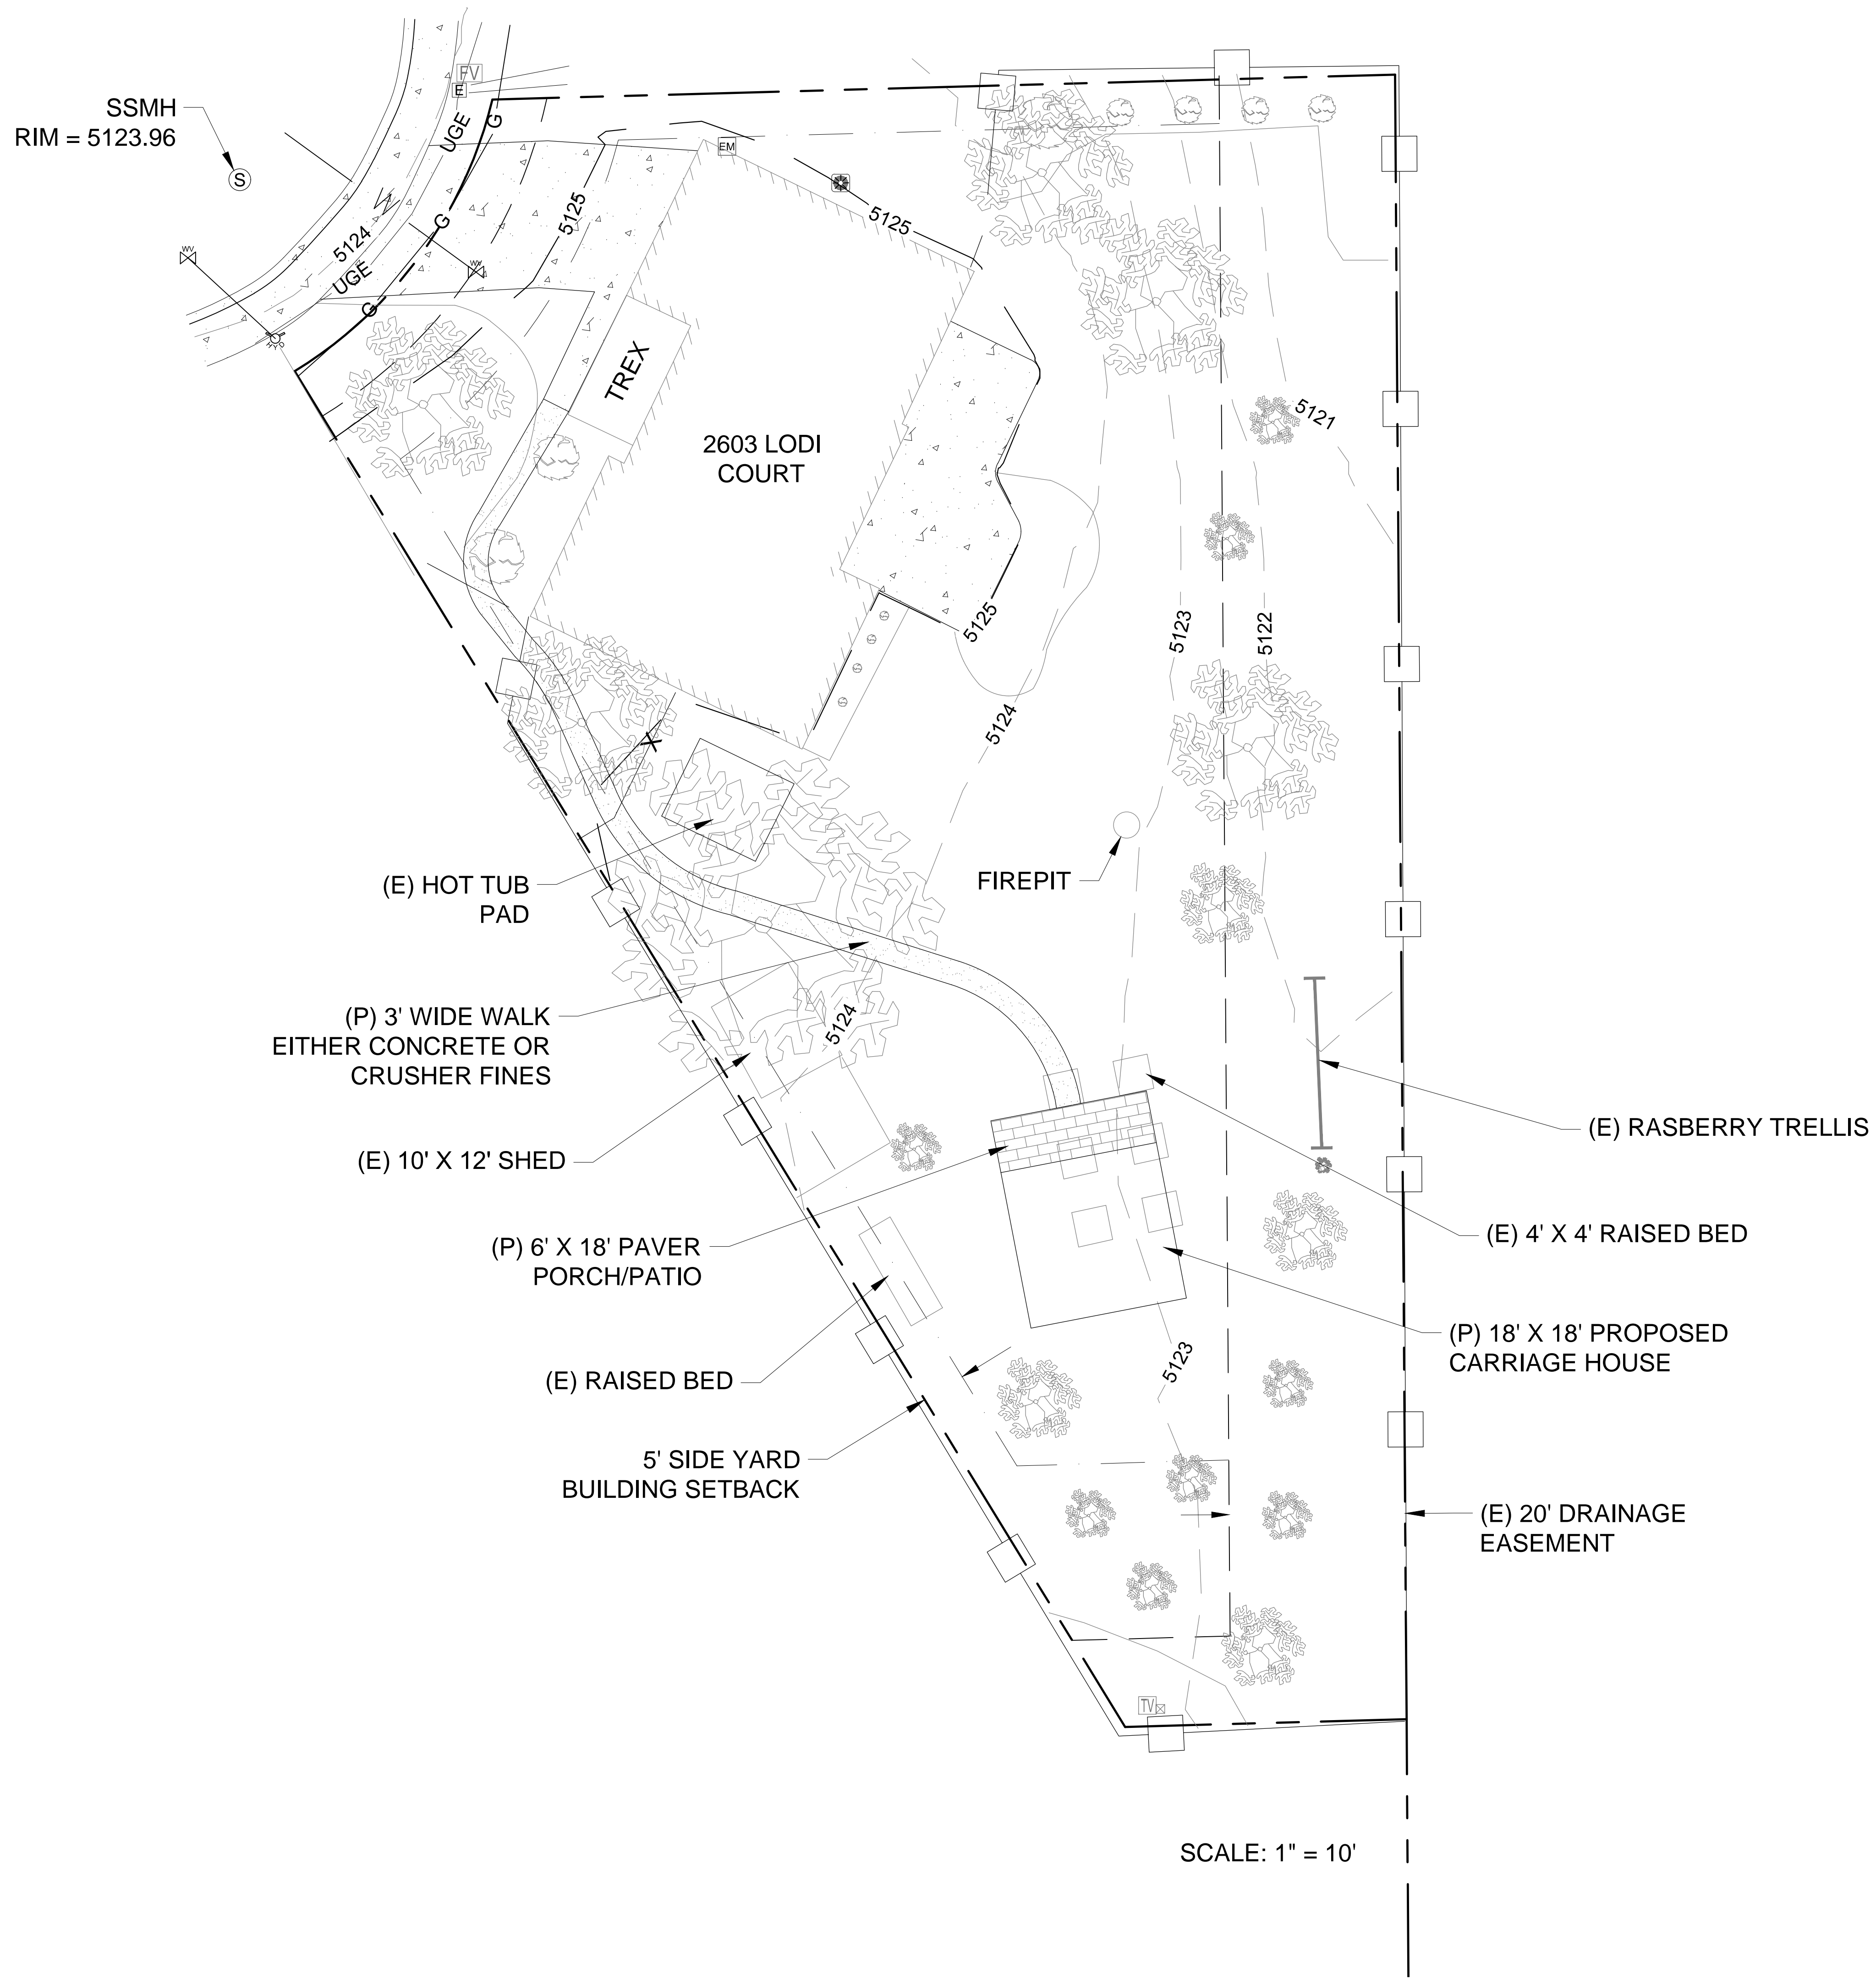 FV
E
SSMH
RIM = 5123.96
S
UGE
G
EM
5125
5125
W
G
5124
WV
WV
UGE
G
HYD
TREX
5121
2603 LODI
COURT
5125
5123
5122
5124
X
FIREPIT
(E) HOT TUB
PAD
(P) 3' WIDE WALK
EITHER CONCRETE OR
CRUSHER FINES
5124
(E) RASBERRY TRELLIS
(E) 10' X 12' SHED
(E) 4' X 4' RAISED BED
(P) 6' X 18' PAVER
PORCH/PATIO
(P) 18' X 18' PROPOSED
CARRIAGE HOUSE
5123
(E) RAISED BED
5' SIDE YARD
BUILDING SETBACK
(E) 20' DRAINAGE
EASEMENT
TV
SCALE: 1" = 10'